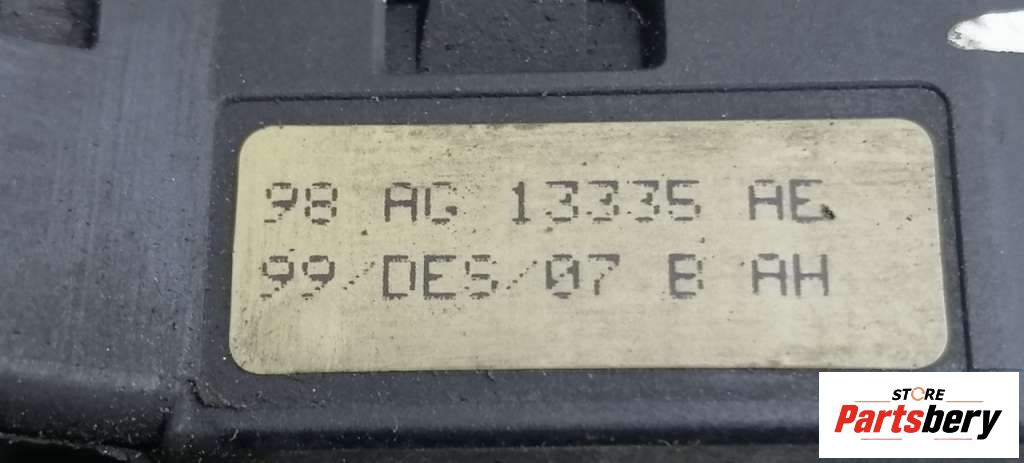 98 AG 13335 AE
99/DES/07 B AH
STORE
Partsbery